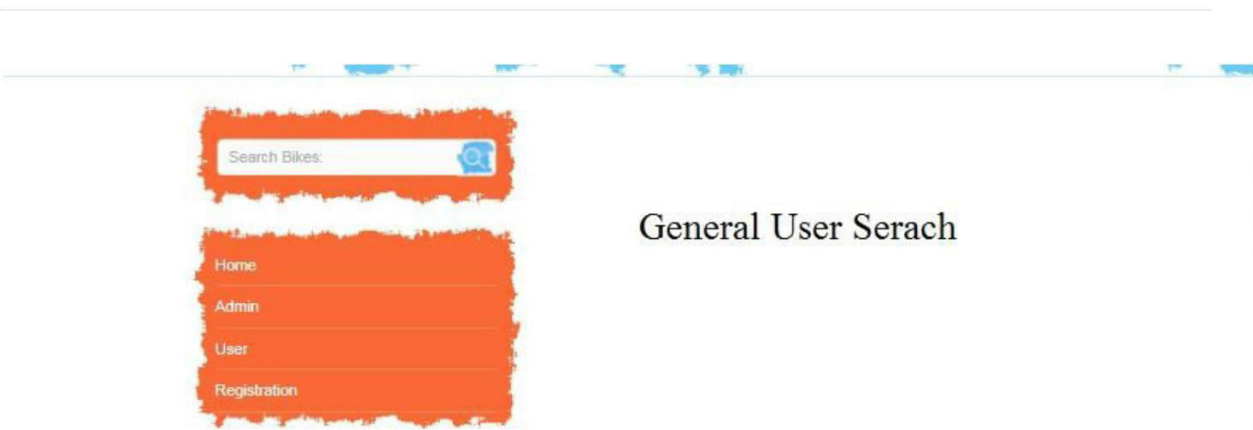 Search Bikes:
General User Serach
Home
Admin
User
Registration